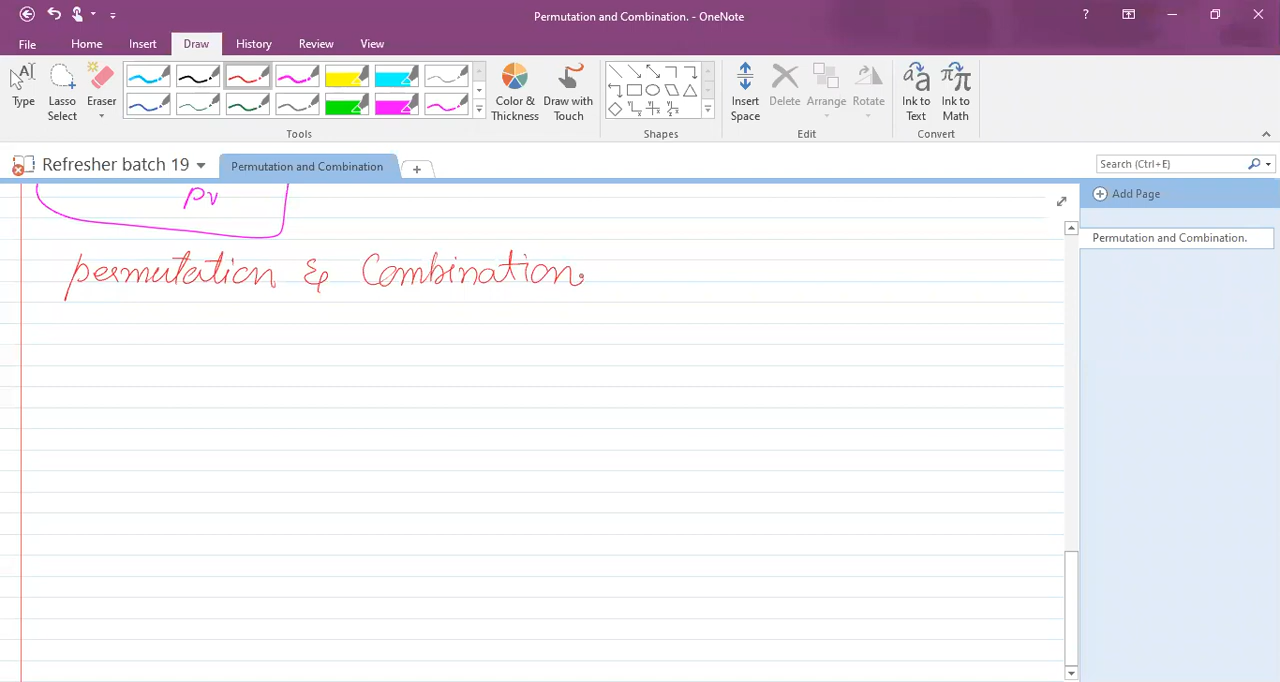 Permutation and Combination. - OneNote
?
File Home Insert Draw History Review View
Type Lasso Select Eraser Color & Thickness Draw with Touch Insert Space Delete Arrange Rotate Ink to Text Ink to Math
Tools Shapes Edit Convert
Refresher batch 19 Permutation and Combination Search (Ctrl+E)
Add Page
Permutation and Combination.
permutation & Combination.